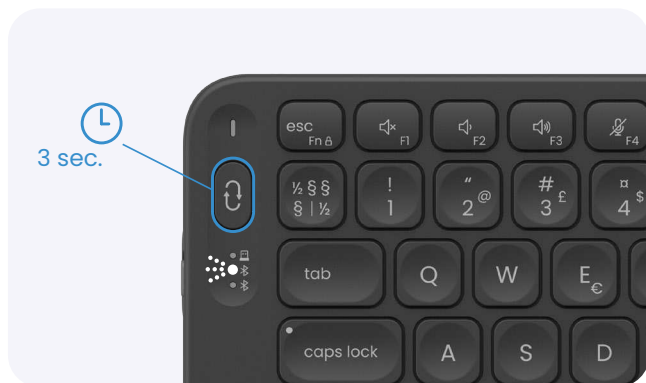 3 sec.
esc
Fn
F1
F2
F3
F4
½ § §
§ | ½
!
1
"
2 @
#
3 £
¤
4 $
tab
Q
W
E
€
caps lock
A
S
D